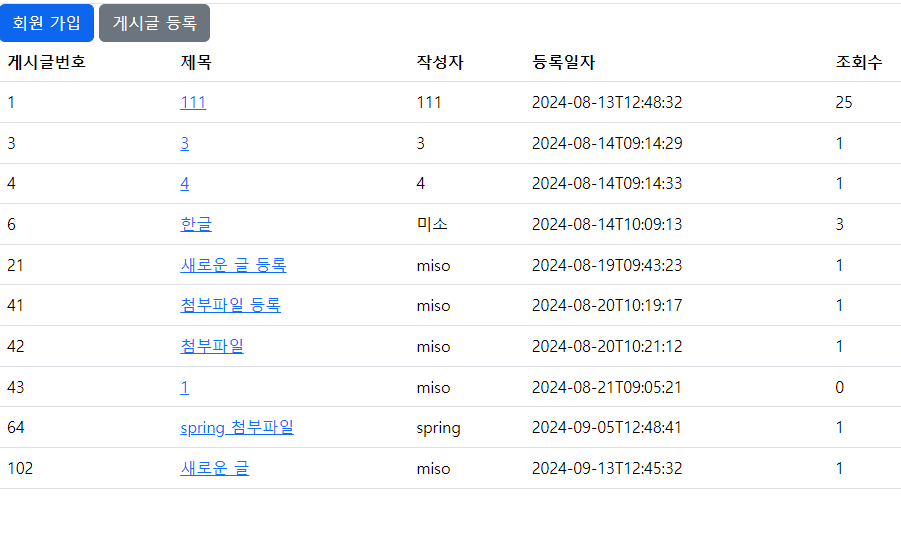 회원 가입 게시글 등록
게시글번호 제목 작성자 등록일자 조회수
1 111 111 2024-08-13T12:48:32 25
3 3 3 2024-08-14T09:14:29 1
4 4 4 2024-08-14T09:14:33 1
6 한글 미소 2024-08-14T10:09:13 3
21 새로운 글 등록 miso 2024-08-19T09:43:23 1
41 첨부파일 등록 miso 2024-08-20T10:19:17 1
42 첨부파일 miso 2024-08-20T10:21:12 1
43 1 miso 2024-08-21T09:05:21 0
64 spring 첨부파일 spring 2024-09-05T12:48:41 1
102 새로운 글 miso 2024-09-13T12:45:32 1